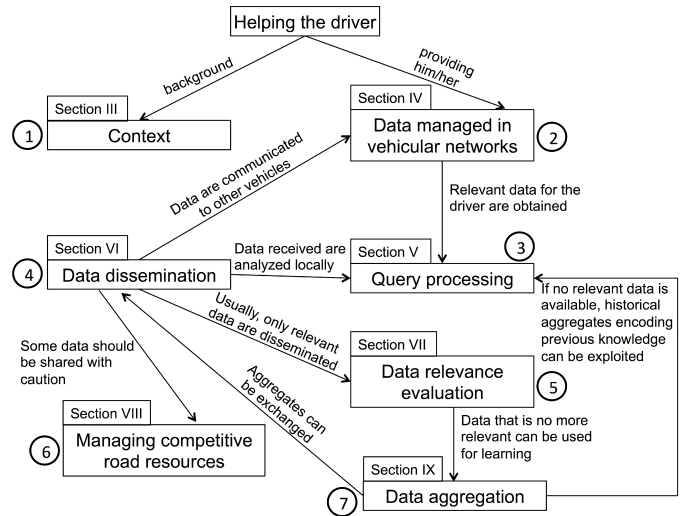 Helping the driver
background
providing
him/her
Section III
1
Context
Section IV
Data managed in
vehicular networks
2
Data are communicated
to other vehicles
Relevant data for the
driver are obtained
Section VI
4
Data dissemination
Data received are
analyzed locally
Section V
3
Query processing
If no relevant data is
available, historical
aggregates encoding
previous knowledge
can be exploited
Usually, only relevant
data are disseminated
Some data should
be shared with
caution
Aggregates can
be exchanged
Section VII
Data relevance
evaluation
5
Section VIII
6
Managing competitive
road resources
Data that is no more
relevant can be used
for learning
Section IX
7
Data aggregation